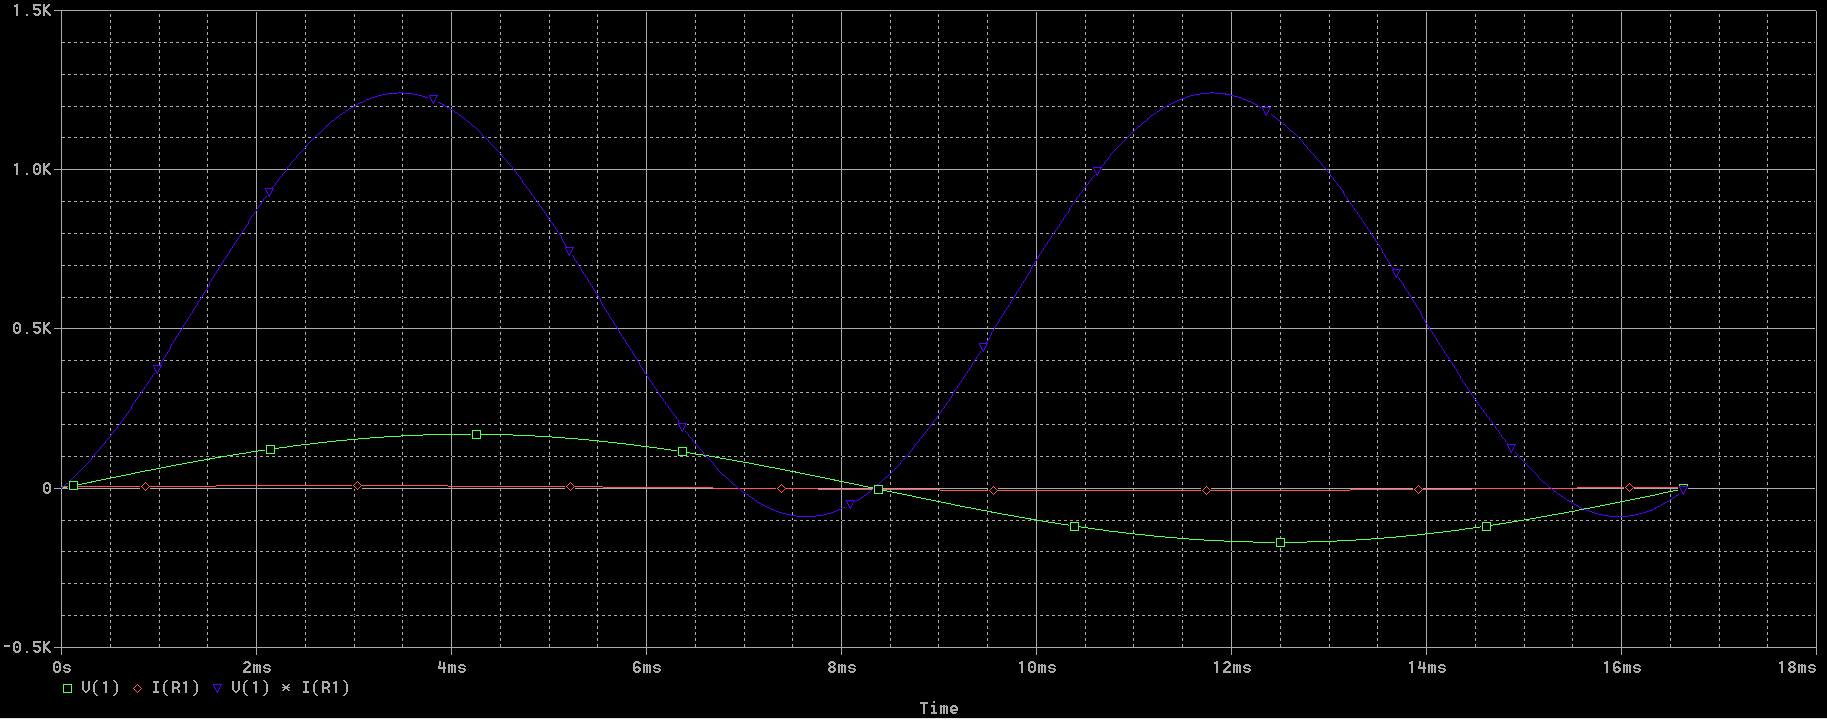 1.5K
1.0K
0.5K
0
-0.5K
0s 2ms 4ms 6ms 8ms 10ms 12ms 14ms 16ms 18ms
V(1) I(R1) V(1) * I(R1)
Time